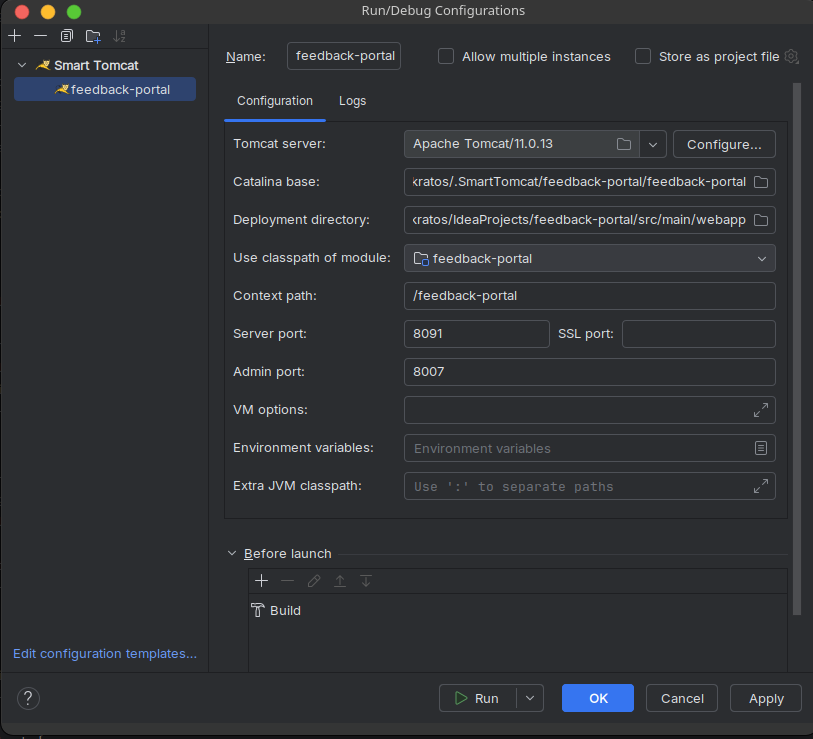 Run/Debug Configurations
Smart Tomcat
feedback-portal
Name: feedback-portal Allow multiple instances Store as project file
Configuration Logs
Tomcat server: Apache Tomcat/11.0.13 Configure...
Catalina base: kratos/.SmartTomcat/feedback-portal/feedback-portal
Deployment directory: kratos/IdeaProjects/feedback-portal/src/main/webapp
Use classpath of module: feedback-portal
Context path: /feedback-portal
Server port: 8091 SSL port:
Admin port: 8007
VM options:
Environment variables: Environment variables
Extra JVM classpath: Use ':' to separate paths
Before launch
Build
Edit configuration templates...
? Run OK Cancel Apply